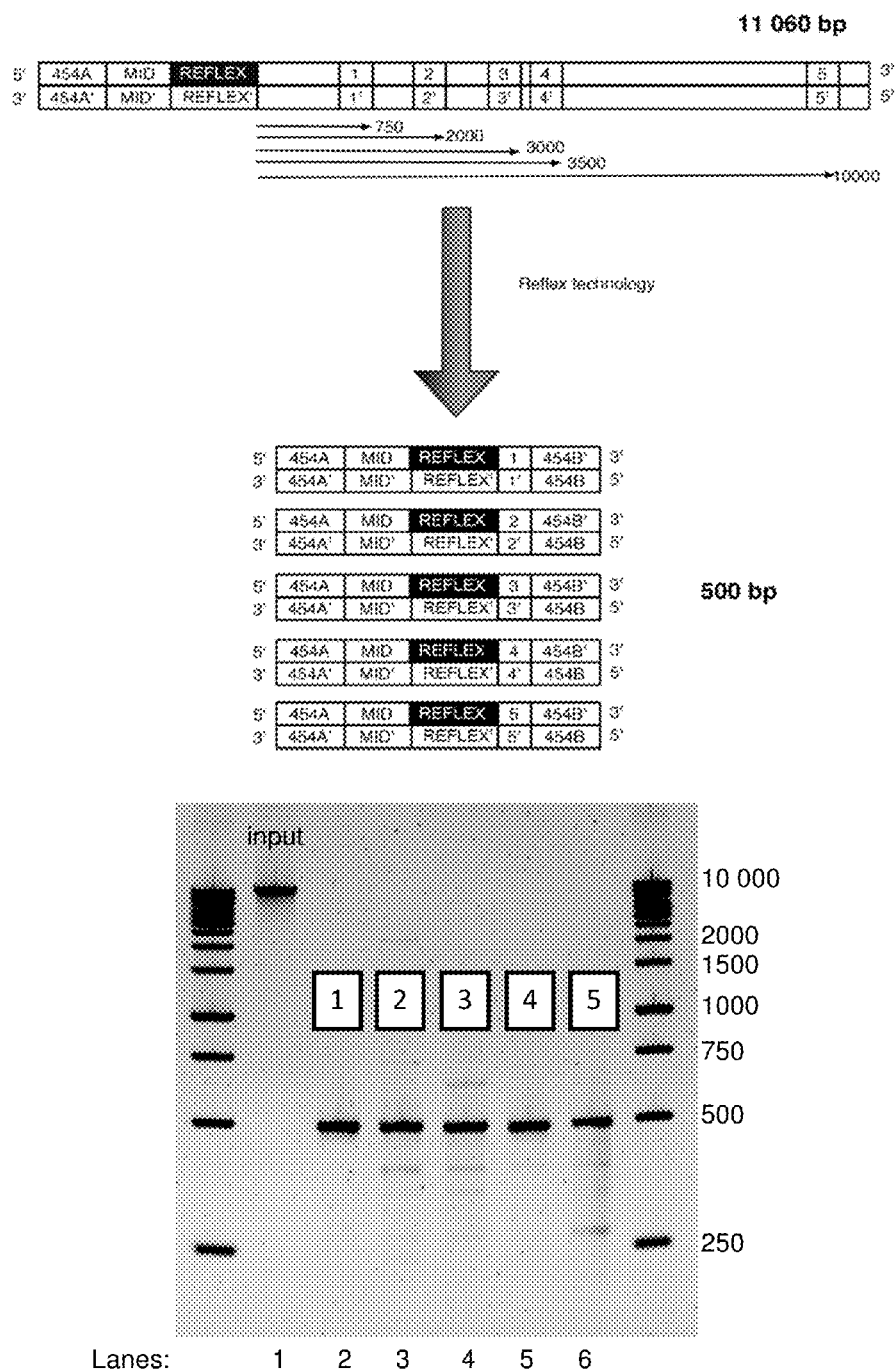 11 060 bp
5' 454A MID REFLEX 1 2 3 4 5 3'
3' 454A' MID' REFLEX' 1' 2' 3' 4' 5' 5'
750
2000
3000
3500
10000
Reflex technology
5' 454A MID REFLEX 1 454B' 3'
3' 454A' MID' REFLEX' 1' 454B 5'
5' 454A MID REFLEX 2 454B' 3'
3' 454A' MID' REFLEX' 2' 454B 5'
5' 454A MID REFLEX 3 454B' 3'
3' 454A' MID' REFLEX' 3' 454B 5'
500 bp
5' 454A MID REFLEX 4 454B' 3'
3' 454A' MID' REFLEX' 4' 454B 5'
5' 454A MID REFLEX 5 454B' 3'
3' 454A' MID' REFLEX' 5' 454B 5'
input
10 000
2000
1500
1 2 3 4 5
1000
750
500
250
Lanes: 1 2 3 4 5 6